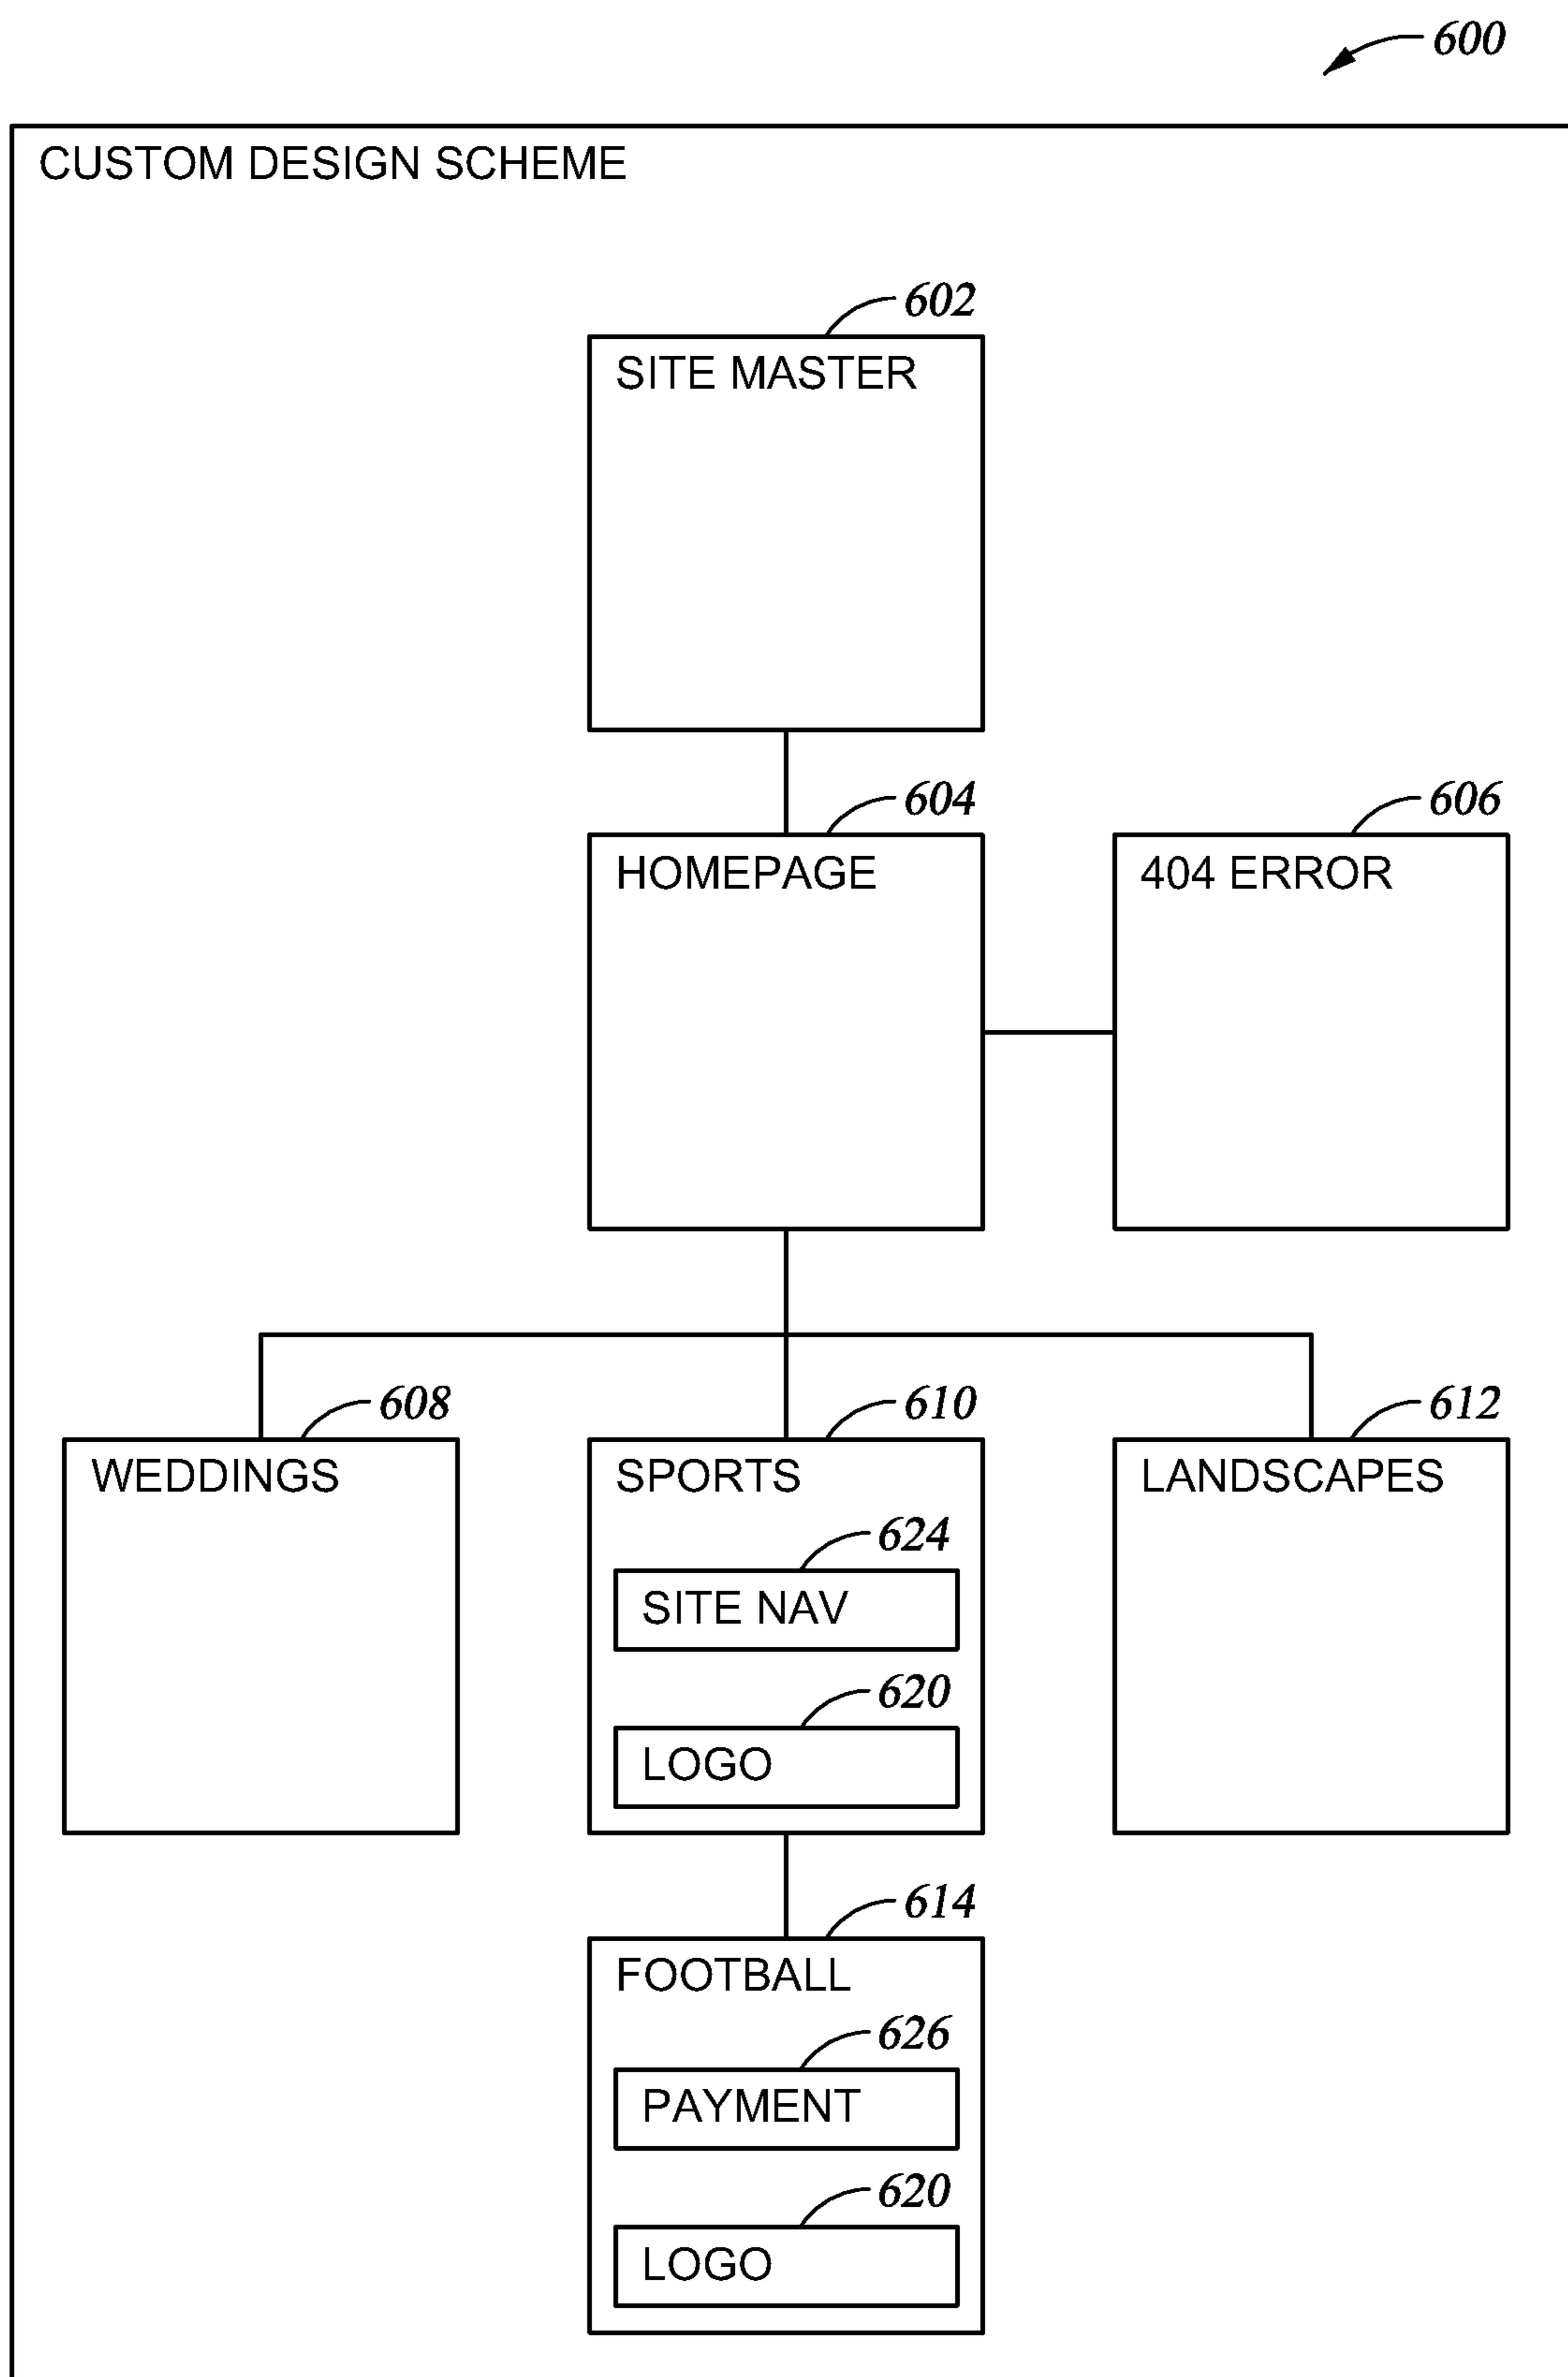 600
CUSTOM DESIGN SCHEME
602
SITE MASTER
604
606
HOMEPAGE
404 ERROR
608
610
612
WEDDINGS
SPORTS
LANDSCAPES
624
SITE NAV
620
LOGO
614
FOOTBALL
626
PAYMENT
620
LOGO